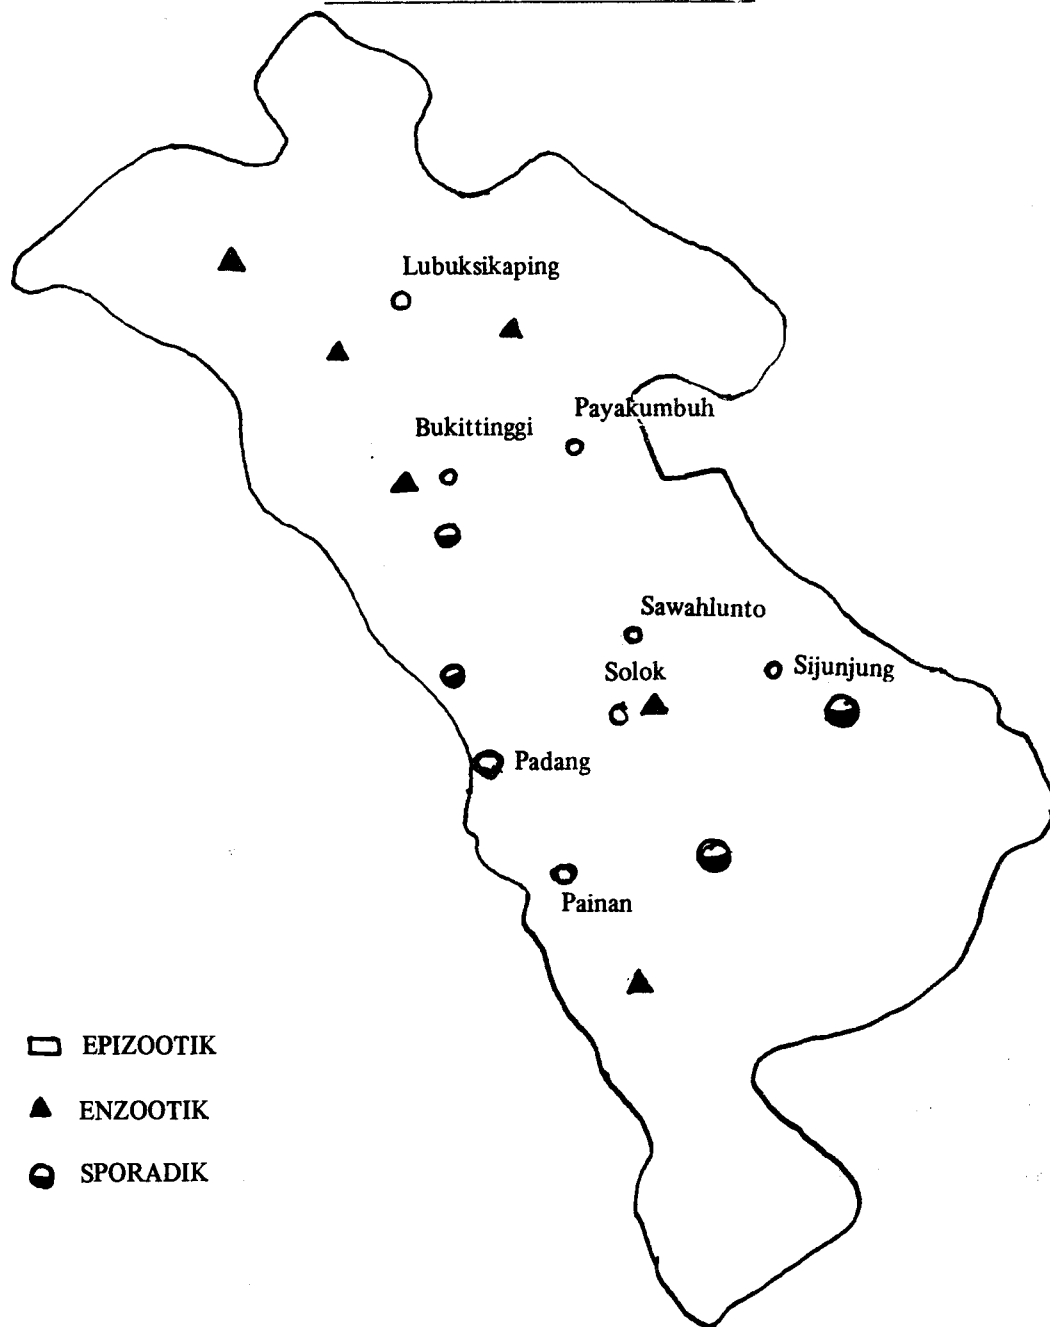 Lubuksikaping
Payakumbuh
Bukittinggi
Sawahlunto
Solok
Sijunjung
Padang
Painan
EPIZOOTIK
ENZOOTIK
SPORADIK